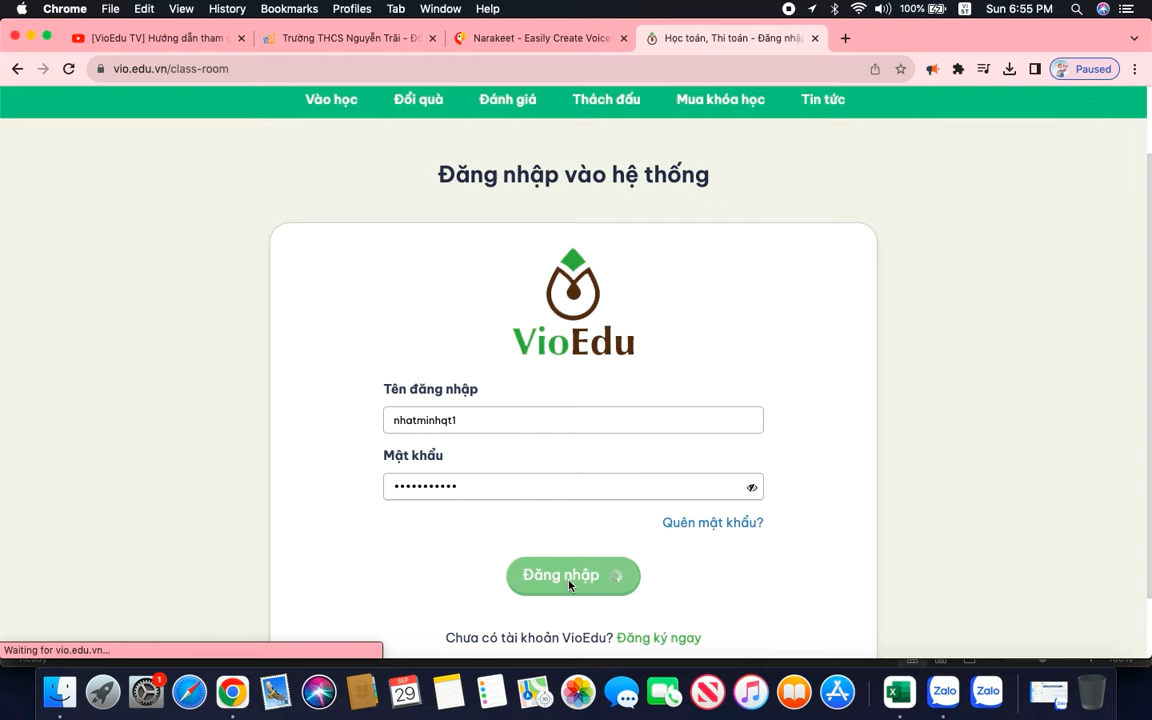 Chrome File Edit View History Bookmarks Profiles Tab Window Help 100% VI ST Sun 6:55 PM
[VioEdu TV] Hướng dẫn tham g Trường THCS Nguyễn Trãi - Đ Narakeet - Easily Create Voice Học toán, Thi toán - Đăng nhậ
vio.edu.vn/class-room Paused
Vào học Đổi quà Đánh giá Thách đấu Mua khóa học Tin tức
Đăng nhập vào hệ thống
VioEdu
Tên đăng nhập
nhatminhqt1
Mật khẩu
•••••••••••
Quên mật khẩu?
Đăng nhập
Chưa có tài khoản VioEdu? Đăng ký ngay
Waiting for vio.edu.vn...
1 SEP 29 Zalo Zalo